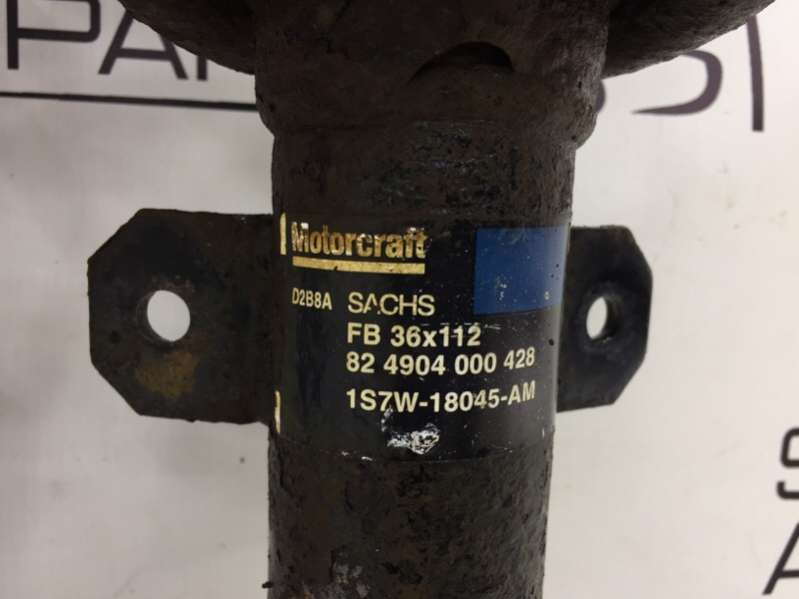 Motorcraft
D2B8A SACHS
FB 36x112
82 4904 000 428
1S7W-18045-AM